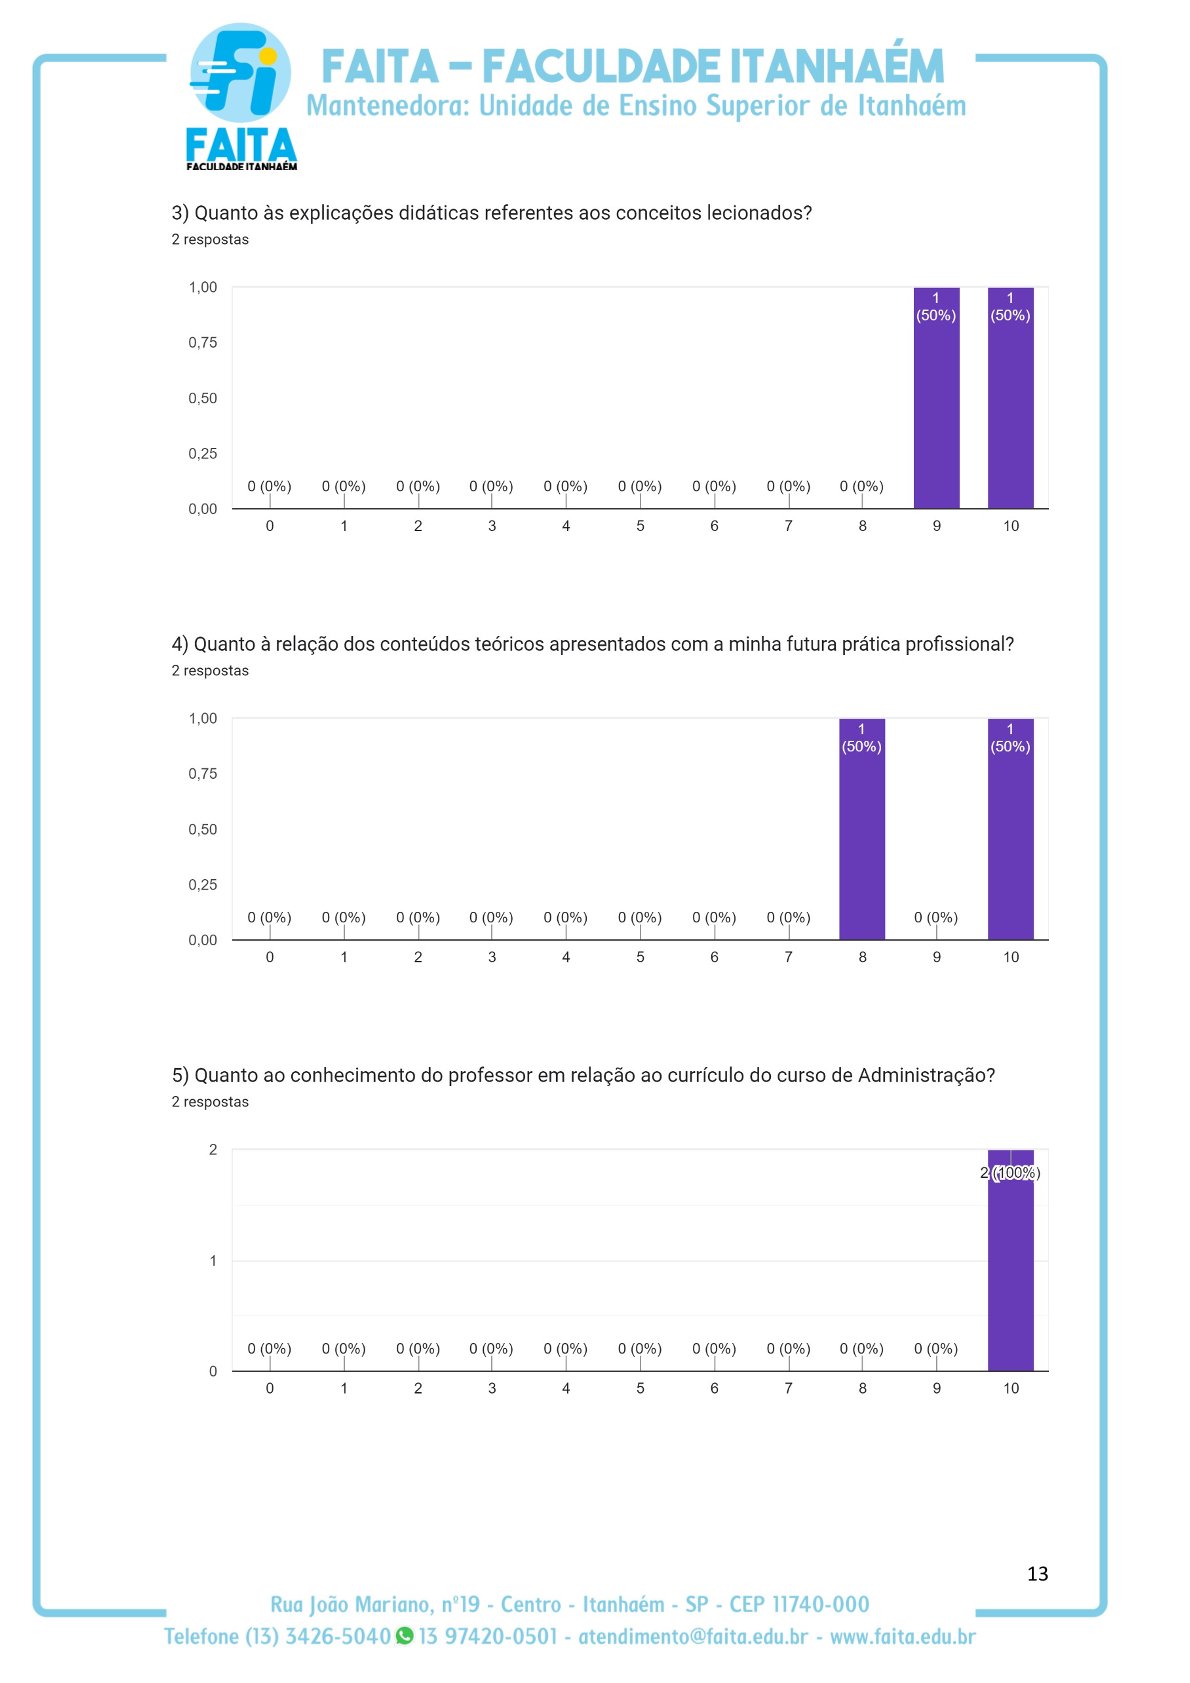 FAITA – FACULDADE ITANHAÉM
Mantenedora: Unidade de Ensino Superior de Itanhaém
Fi
FAITA
FACULDADE ITANHAÉM
3) Quanto às explicações didáticas referentes aos conceitos lecionados?
2 respostas
1,00
0,75
0,50
0,25
0,00
0 (0%) 0 (0%) 0 (0%) 0 (0%) 0 (0%) 0 (0%) 0 (0%) 0 (0%) 0 (0%) 1 (50%) 1 (50%)
0 1 2 3 4 5 6 7 8 9 10
4) Quanto à relação dos conteúdos teóricos apresentados com a minha futura prática profissional?
2 respostas
1,00
0,75
0,50
0,25
0,00
0 (0%) 0 (0%) 0 (0%) 0 (0%) 0 (0%) 0 (0%) 0 (0%) 0 (0%) 1 (50%) 0 (0%) 1 (50%)
0 1 2 3 4 5 6 7 8 9 10
5) Quanto ao conhecimento do professor em relação ao currículo do curso de Administração?
2 respostas
2
1
0
0 (0%) 0 (0%) 0 (0%) 0 (0%) 0 (0%) 0 (0%) 0 (0%) 0 (0%) 0 (0%) 0 (0%) 2 (100%)
0 1 2 3 4 5 6 7 8 9 10
13
Rua João Mariano, nº19 - Centro - Itanhaém - SP - CEP 11740-000
Telefone (13) 3426-5040 13 97420-0501 - atendimento@faita.edu.br - www.faita.edu.br